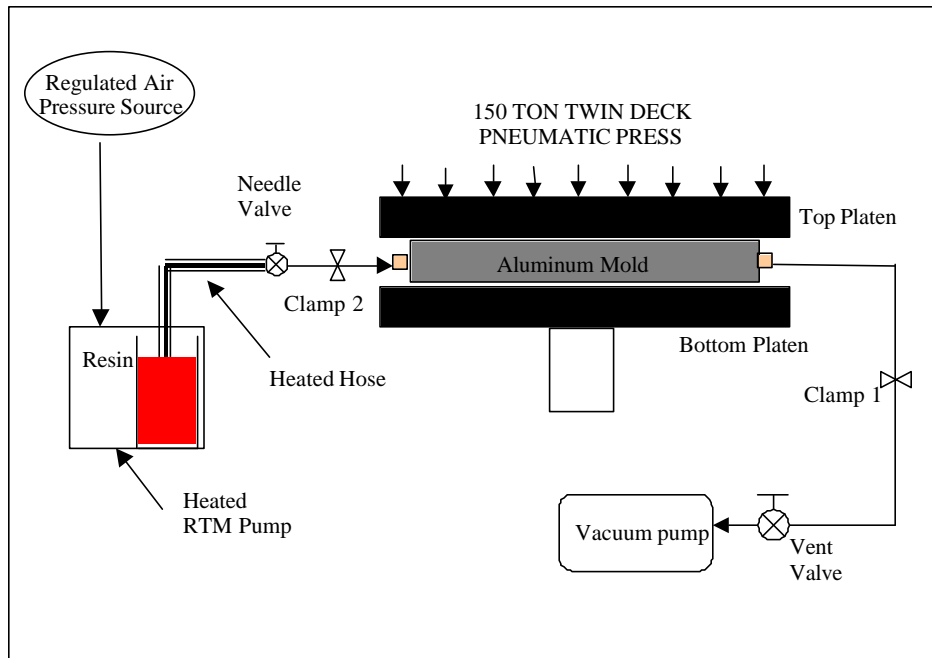 Regulated Air
Pressure Source
150 TON TWIN DECK
PNEUMATIC PRESS
Needle
Valve
Top Platen
Aluminum Mold
Clamp 2
Bottom Platen
Resin
Heated Hose
Clamp 1
Heated
RTM Pump
Vacuum pump
Vent
Valve